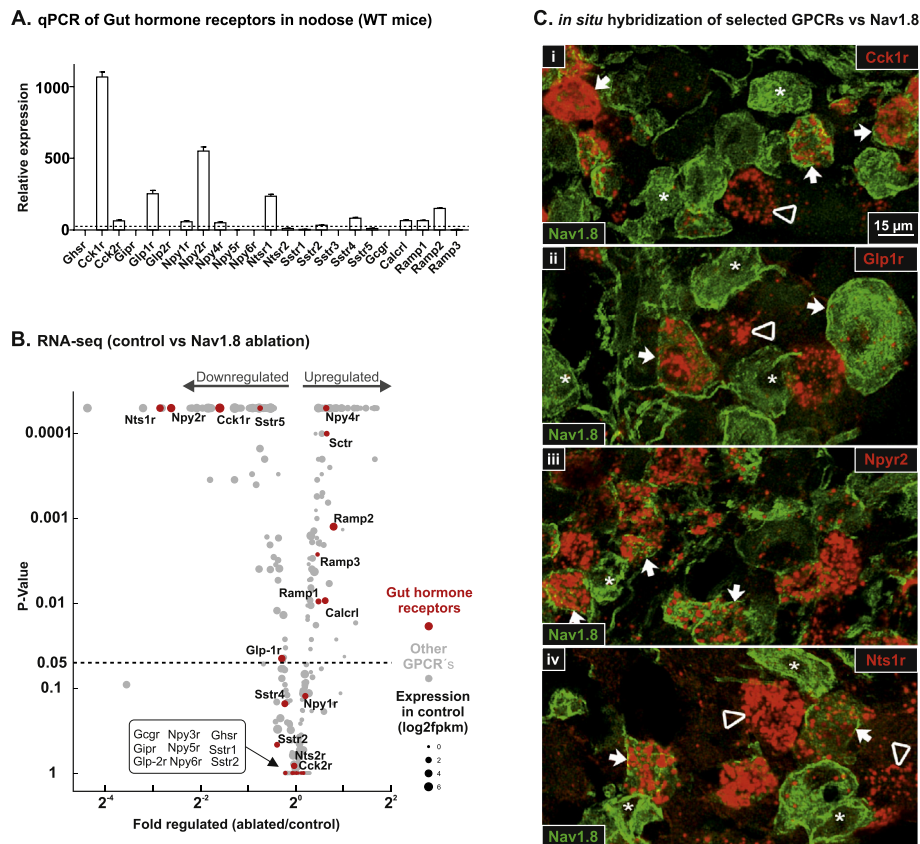 A. qPCR of Gut hormone receptors in nodose (WT mice)
Relative expression
1000
500
0
Ghsr
Cck1r
Cck2r
Gipr
Glp1r
Glp2r
Npy1r
Npy2r
Npy4r
Npy5r
Npy6r
Ntsr1
Ntsr2
Sstr1
Sstr2
Sstr3
Sstr4
Sstr5
Gcgr
Calcrl
Ramp1
Ramp2
Ramp3
B. RNA-seq (control vs Nav1.8 ablation)
Downregulated
Upregulated
Nts1r
Npy2r
Cck1r
Sstr5
Npy4r
Sctr
Ramp2
Ramp3
Ramp1
Calcrl
Glp-1r
Sstr4
Npy1r
Sstr2
Nts2r
Cck2r
Gcgr Npy3r Ghsr
Gipr Npy5r Sstr1
Glp-2r Npy6r Sstr2
P-Value
0.0001
0.001
0.01
0.05
0.1
1
2-4
2-2
20
22
Fold regulated (ablated/control)
Gut hormone
receptors
Other
GPCR´s
Expression
in control
(log2fpkm)
0
2
4
6
C. in situ hybridization of selected GPCRs vs Nav1.8
i
Cck1r
*
*
Nav1.8
15 µm
ii
Glp1r
*
*
*
Nav1.8
iii
Npyr2
*
Nav1.8
iv
Nts1r
*
*
*
Nav1.8